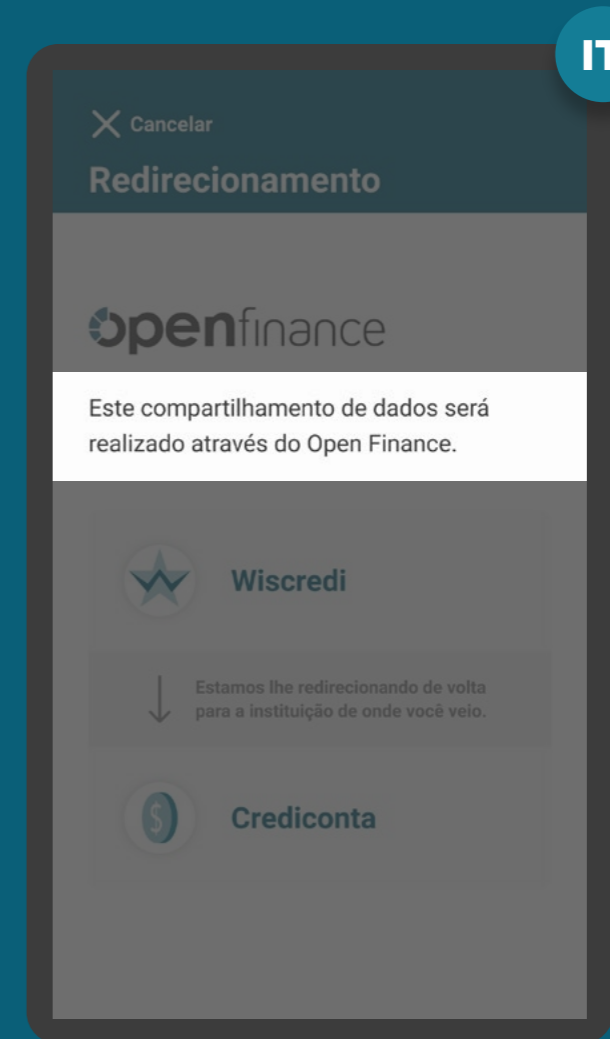 IT
Cancelar
Redirecionamento
openfinance
Este compartilhamento de dados será
realizado através do Open Finance.
Wiscredi
Estamos lhe redirecionando de volta
para a instituição de onde você veio.
$
Crediconta